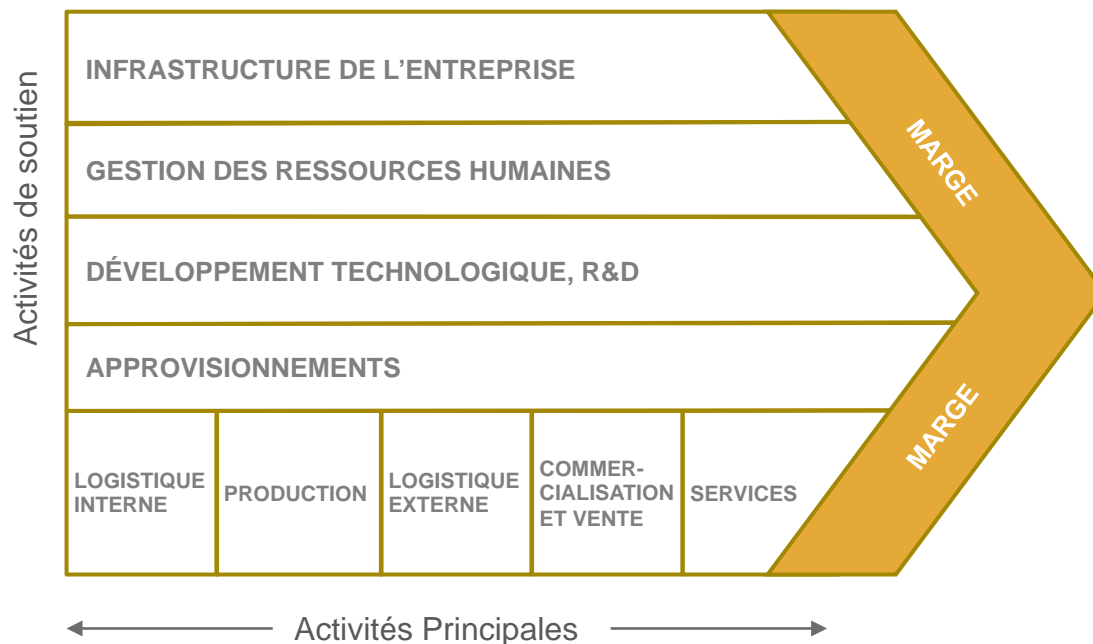 Activités de soutien
INFRASTRUCTURE DE L’ENTREPRISE
GESTION DES RESSOURCES HUMAINES
DÉVELOPPEMENT TECHNOLOGIQUE, R&D
APPROVISIONNEMENTS
MARGE
MARGE
LOGISTIQUE
INTERNE
PRODUCTION
LOGISTIQUE
EXTERNE
COMMER-
CIALISATION
ET VENTE
SERVICES
Activités Principales